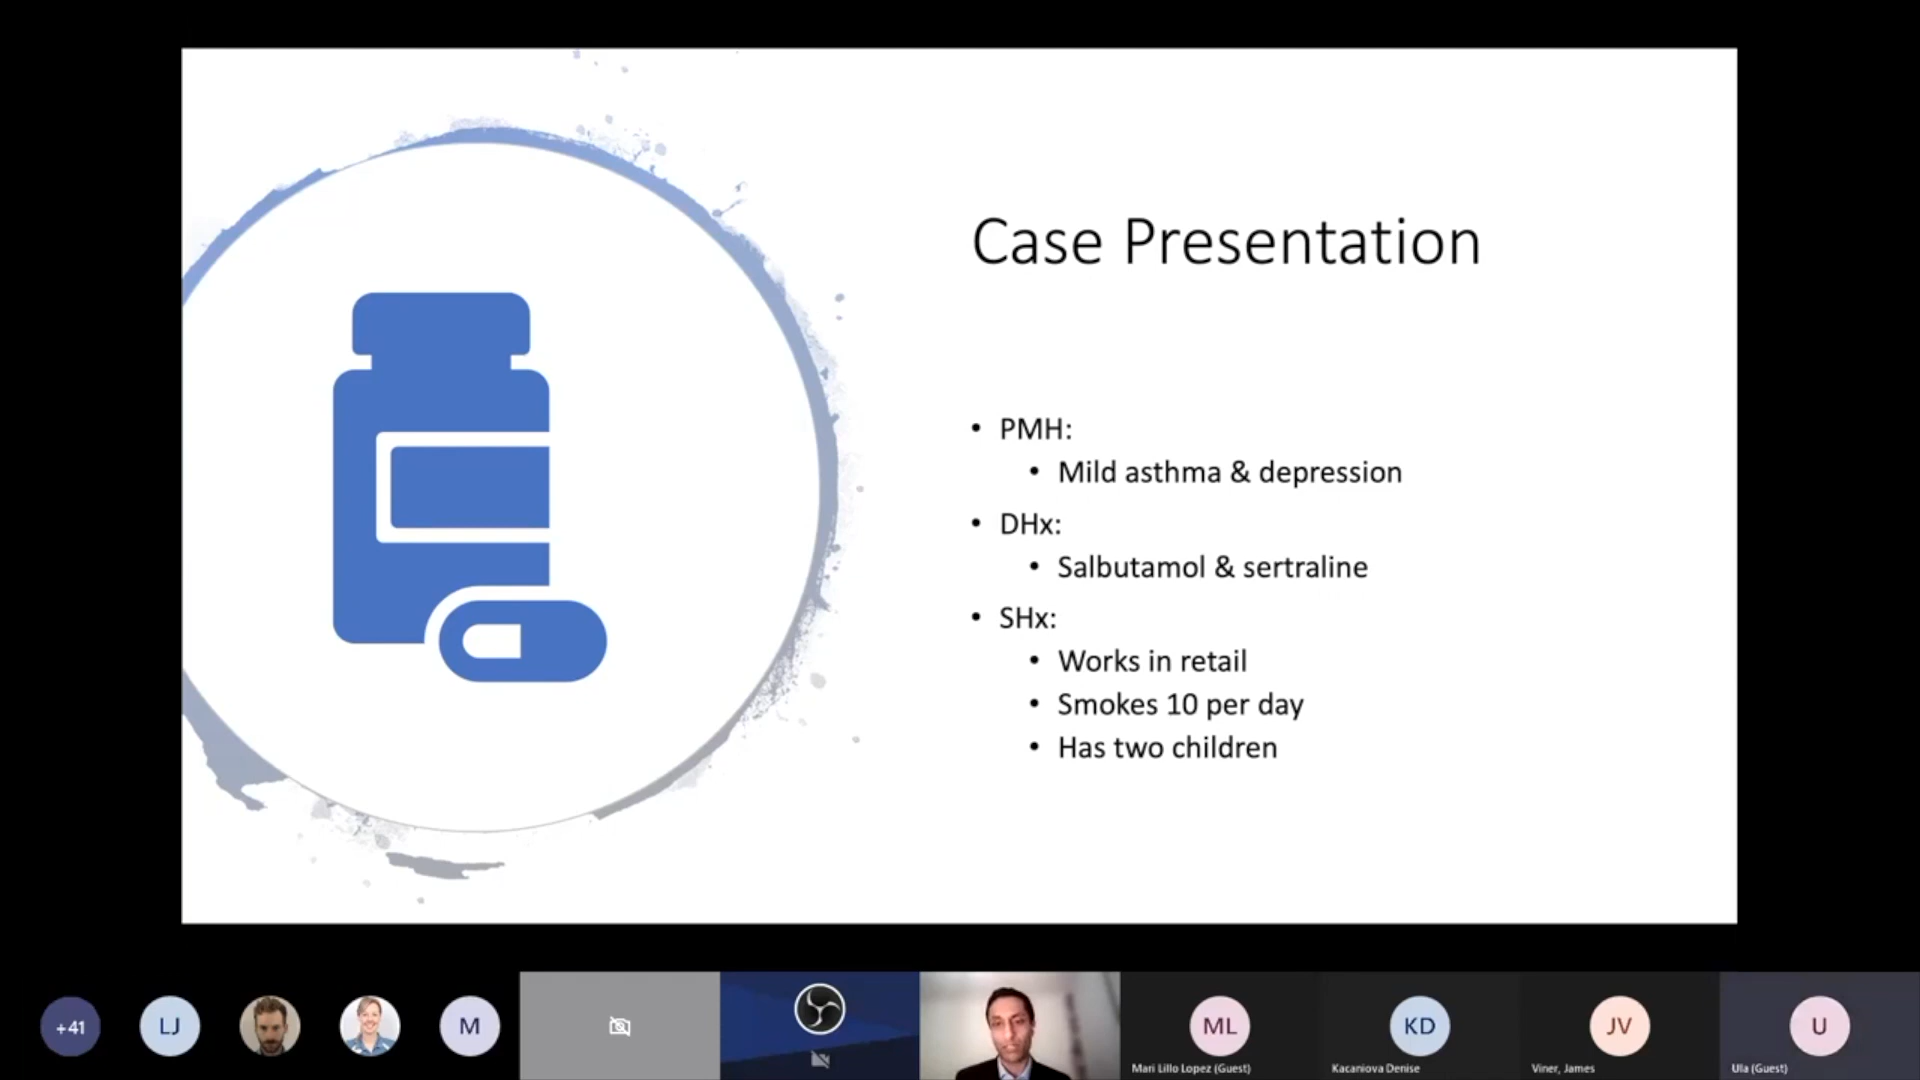 Case Presentation
• PMH:
• Mild asthma & depression
• DHx:
• Salbutamol & sertraline
• SHx:
• Works in retail
• Smokes 10 per day
• Has two children
+41
LJ
M
ML
KD
JV
U
Mari Lillo Lopez (Guest)
Kacaniova Denise
Viner, James
Ula (Guest)